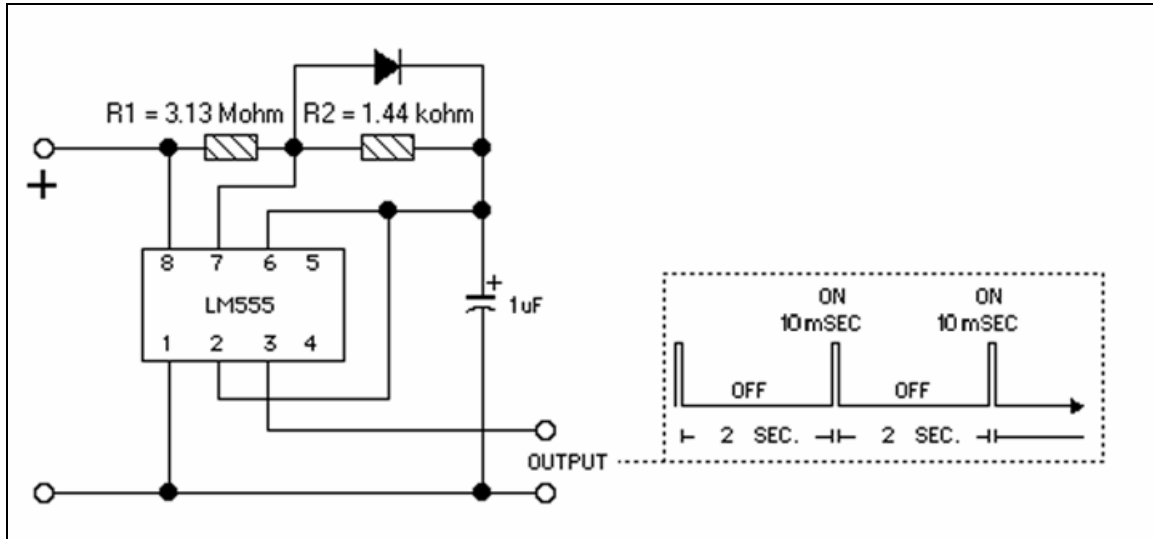 R1 = 3.13 Mohm R2 = 1.44 kohm
+
8 7 6 5
LM555
1 2 3 4
+
1uF
OUTPUT
ON ON
10 mSEC 10 mSEC
OFF OFF
2 SEC. 2 SEC.